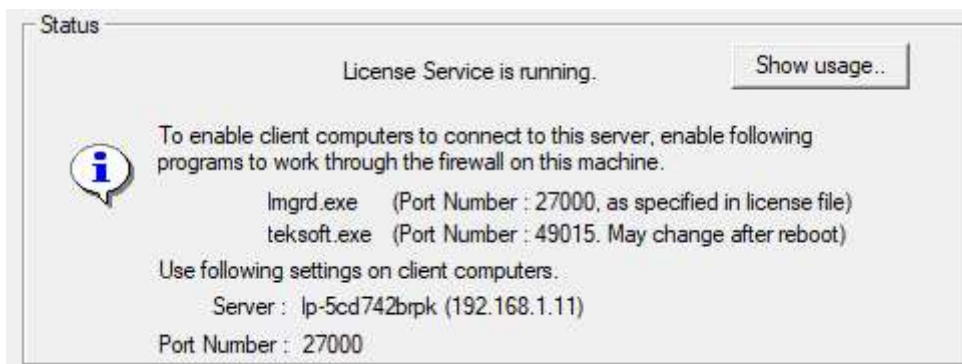 Status
License Service is running.
Show usage..
To enable client computers to connect to this server, enable following
programs to work through the firewall on this machine.
lmgrd.exe (Port Number : 27000, as specified in license file)
teksoft.exe (Port Number : 49015. May change after reboot)
Use following settings on client computers.
Server : lp-5cd742brpk (192.168.1.11)
Port Number : 27000